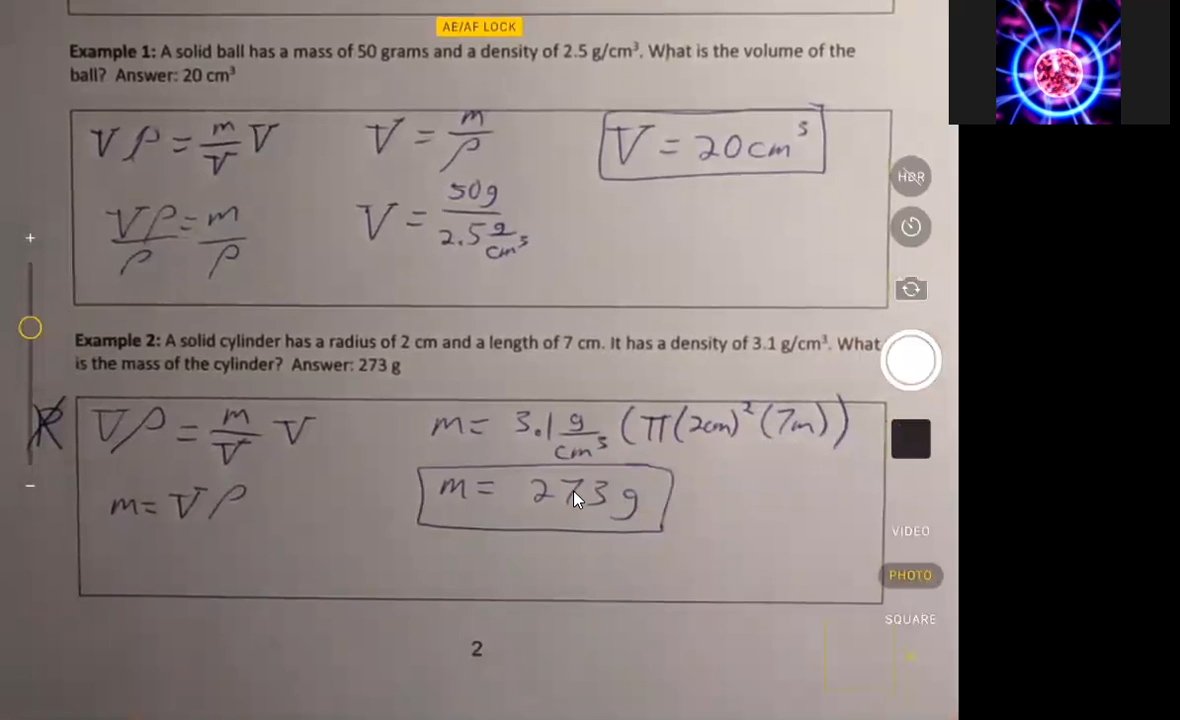 AE/AF LOCK
Example 1: A solid ball has a mass of 50 grams and a density of 2.5 g/cm³. What is the volume of the
ball? Answer: 20 cm³
Vρ = m/V V
V = m/ρ
V = 20cm³
Vρ/ρ = m/ρ
V = 50g / 2.5 g/cm³
HDR
Example 2: A solid cylinder has a radius of 2 cm and a length of 7 cm. It has a density of 3.1 g/cm³. What
is the mass of the cylinder? Answer: 273 g
Vρ = m/V V
m = 3.1 g/cm³ (π(2cm)²(7m))
m = Vρ
m = 273g
VIDEO
PHOTO
SQUARE
2